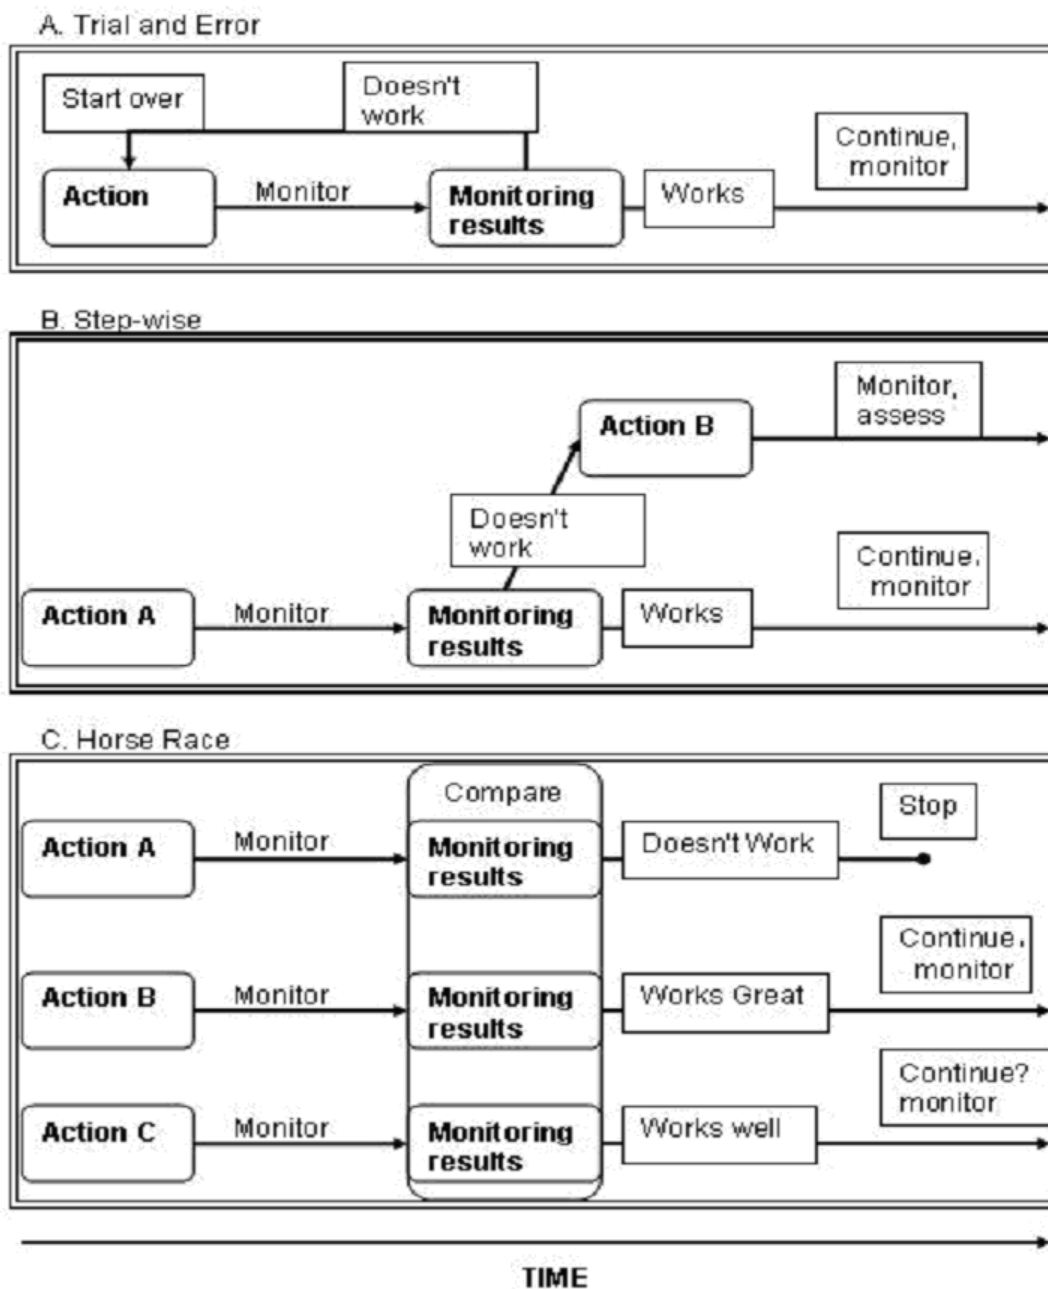 A. Trial and Error
Start over
Doesn't
work
Continue,
monitor
Action
Monitor
Monitoring
results
Works
B. Step-wise
Monitor,
assess
Action B
Doesn't
work
Continue,
monitor
Action A
Monitor
Monitoring
results
Works
C. Horse Race
Compare
Stop
Action A
Monitor
Monitoring
results
Doesn't Work
Continue,
monitor
Action B
Monitor
Monitoring
results
Works Great
Continue?
monitor
Action C
Monitor
Monitoring
results
Works well
TIME